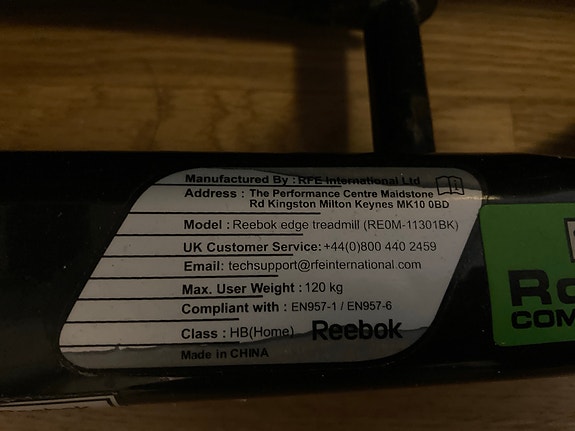 Manufactured By : RFE International Ltd
Address : The Performance Centre Maidstone
Rd Kingston Milton Keynes MK10 0BD
Model : Reebok edge treadmill (RE0M-11301BK)
UK Customer Service: +44(0)800 440 2459
Email: techsupport@rfeinternational.com
Max. User Weight : 120 kg
Compliant with : EN957-1 / EN957-6
Class : HB(Home) Reebok
Made in CHINA